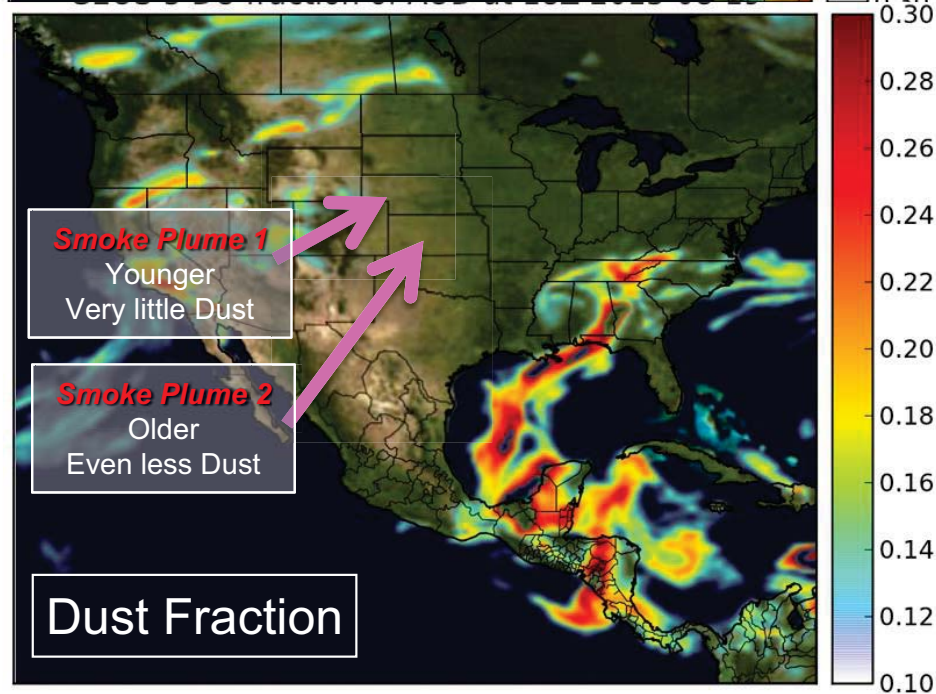 0.30
0.28
0.26
0.24
0.22
0.20
0.18
0.16
0.14
0.12
0.10
Smoke Plume 1
Younger
Very little Dust
Smoke Plume 2
Older
Even less Dust
Dust Fraction